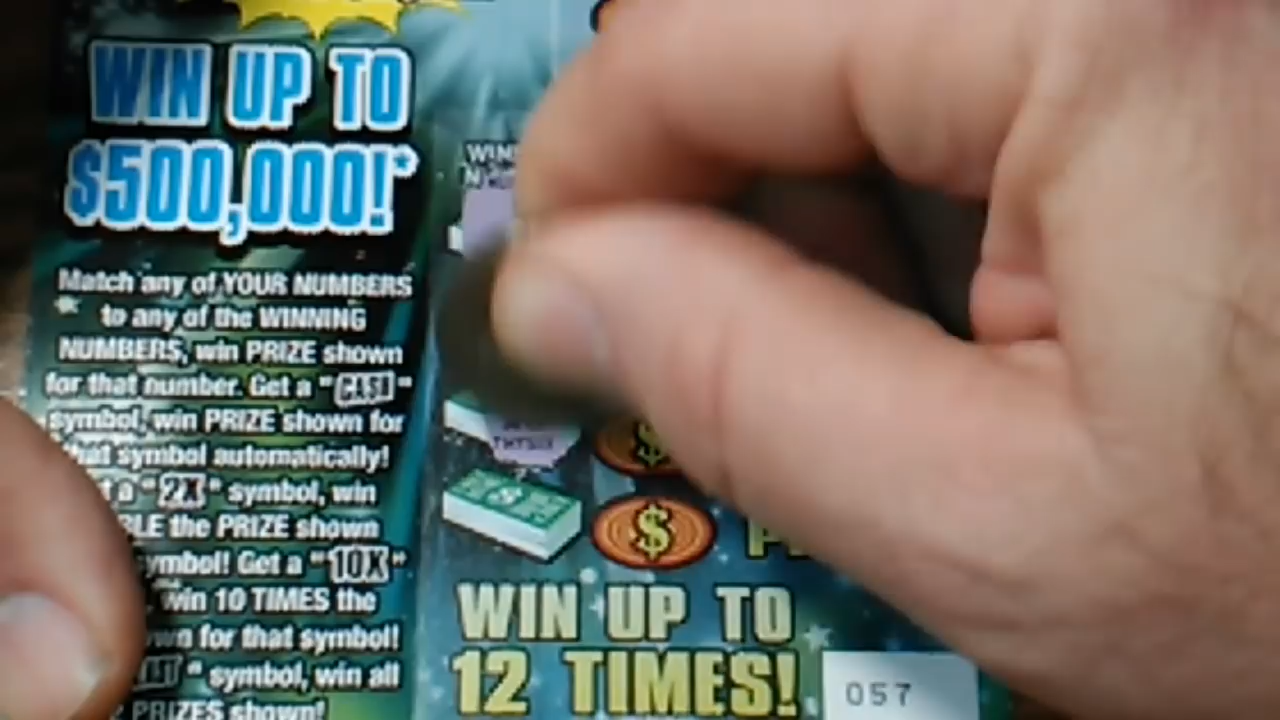 WIN UP TO
$500,000!*
Match any of YOUR NUMBERS
to any of the WINNING
NUMBERS, win PRIZE shown
for that number. Get a "CASH"
symbol, win PRIZE shown for
that symbol automatically!
a "2X" symbol, win
the PRIZE shown
symbol! Get a "10X"
win 10 TIMES the
for that symbol!
" symbol, win all
PRIZES shown!
WIN UP TO
12 TIMES!
057